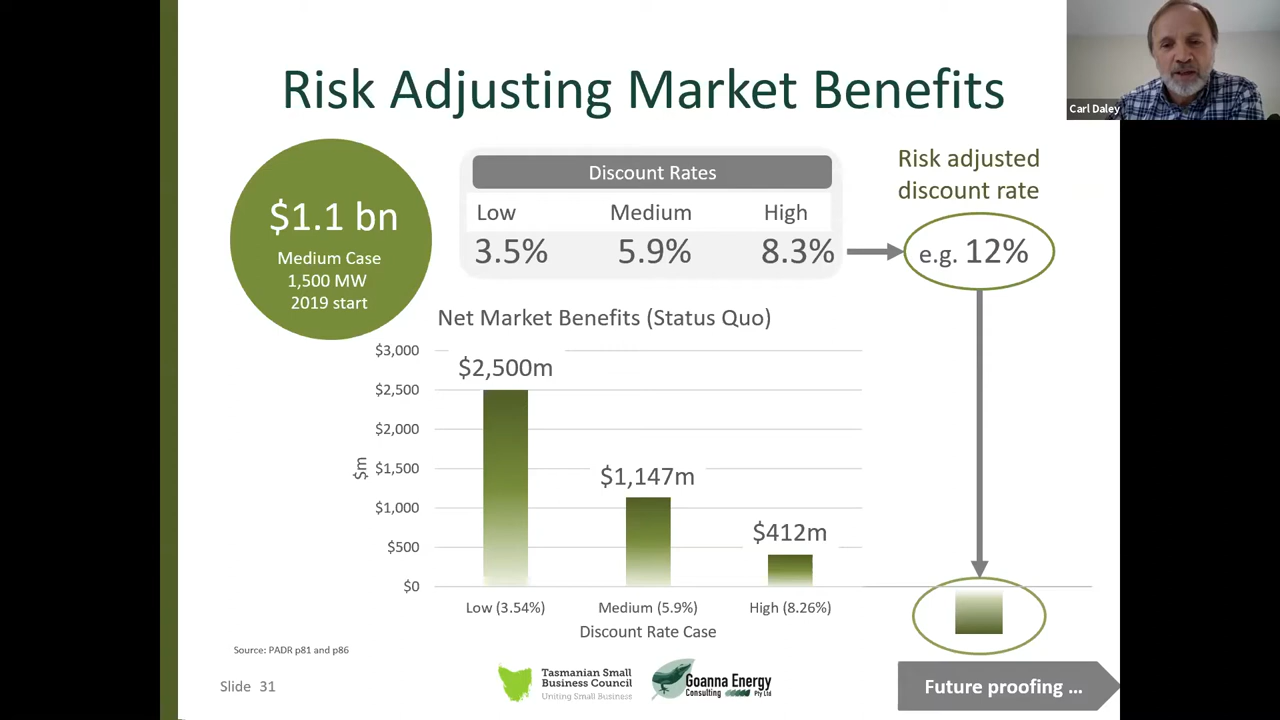 Risk Adjusting Market Benefits
Carl Daley
$1.1 bn
Medium Case
1,500 MW
2019 start
Discount Rates
Low Medium High
3.5% 5.9% 8.3%
Risk adjusted
discount rate
e.g. 12%
Net Market Benefits (Status Quo)
$3,000
$2,500
$2,000
$1,500
$1,000
$500
$0
$m
$2,500m
$1,147m
$412m
Low (3.54%) Medium (5.9%) High (8.26%)
Discount Rate Case
Source: PADR p81 and p86
Slide 31
Tasmanian Small
Business Council
Uniting Small Business
Goanna Energy
Consulting Pty Ltd
Future proofing ...